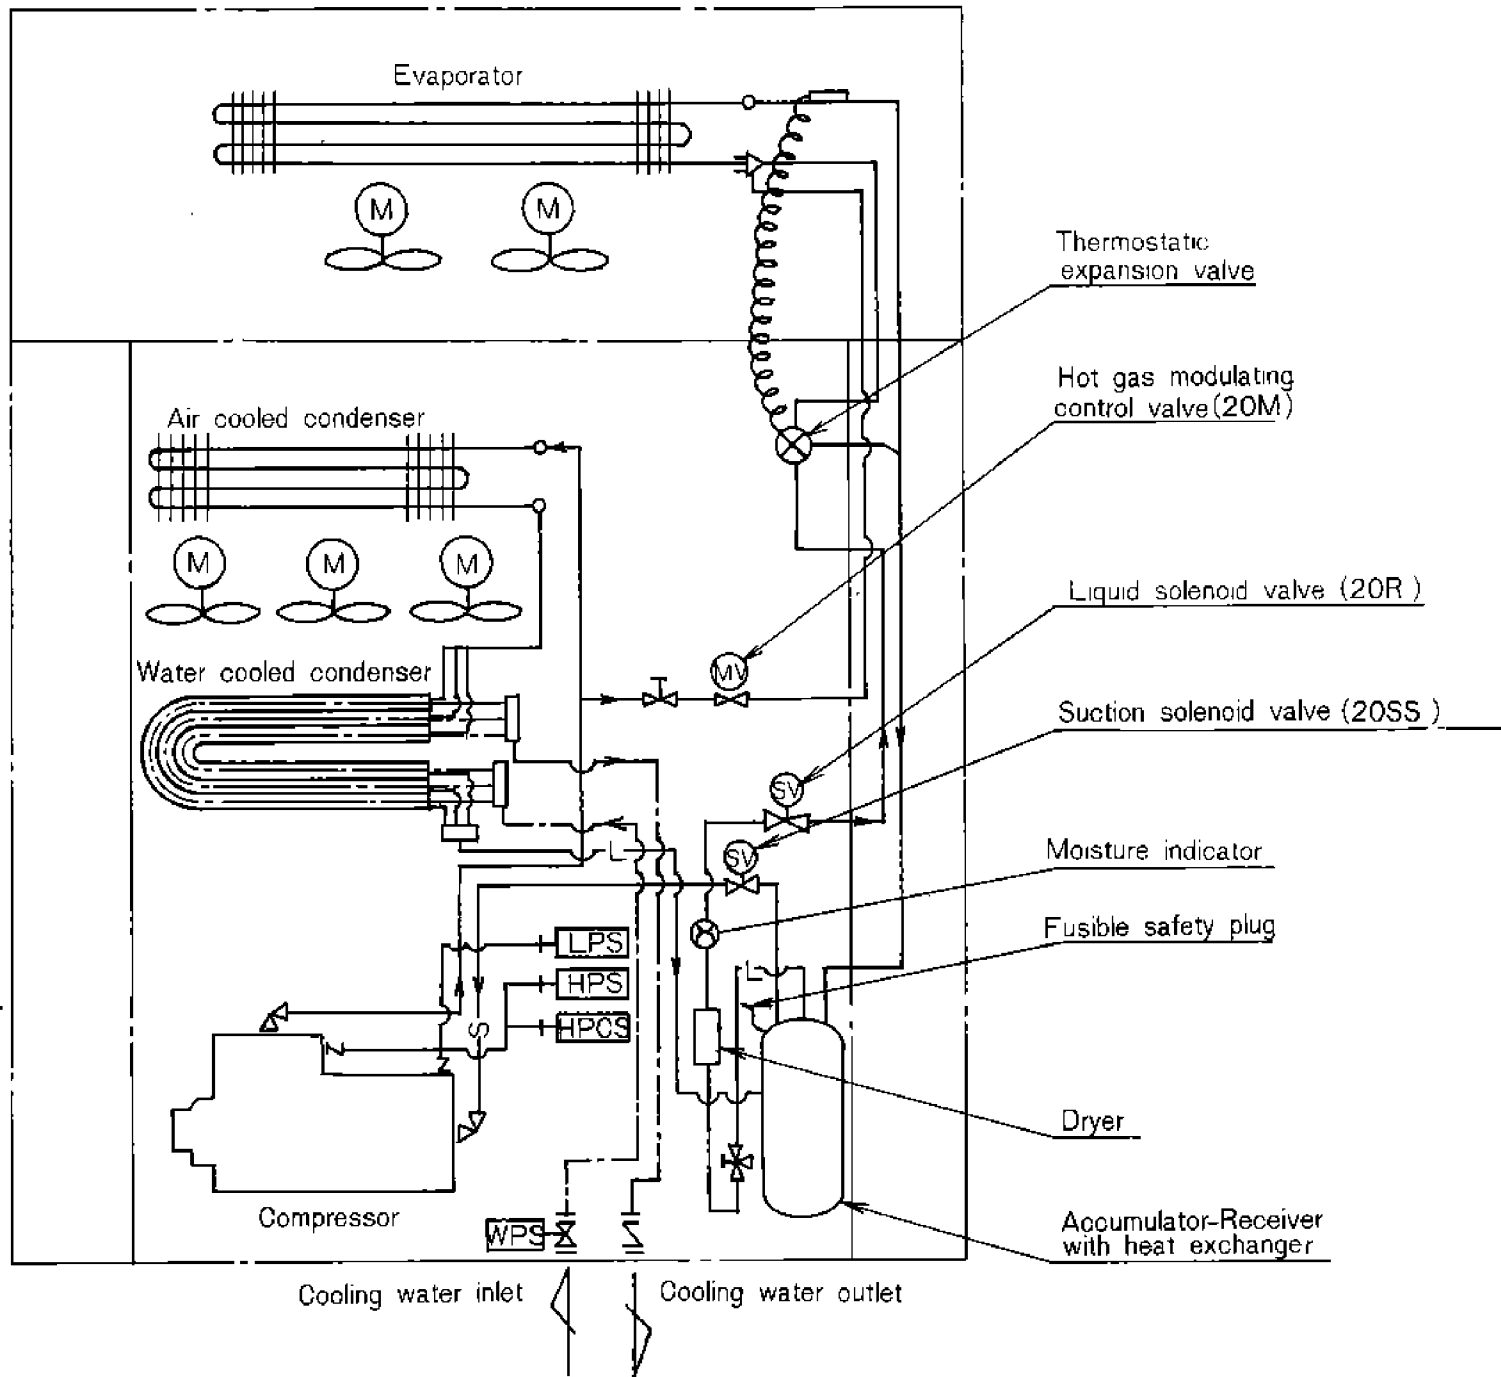 Evaporator
M
M
Thermostatic
expansion valve
Hot gas modulating
control valve (20M)
Air cooled condenser
M
M
M
Liquid solenoid valve (20R)
Water cooled condenser
MV
Suction solenoid valve (20SS)
SV
Moisture indicator
L
SV
Fusible safety plug
LPS
L
HPS
S
HPCS
Dryer
Compressor
WPS
Accumulator-Receiver
with heat exchanger
Cooling water inlet
Cooling water outlet